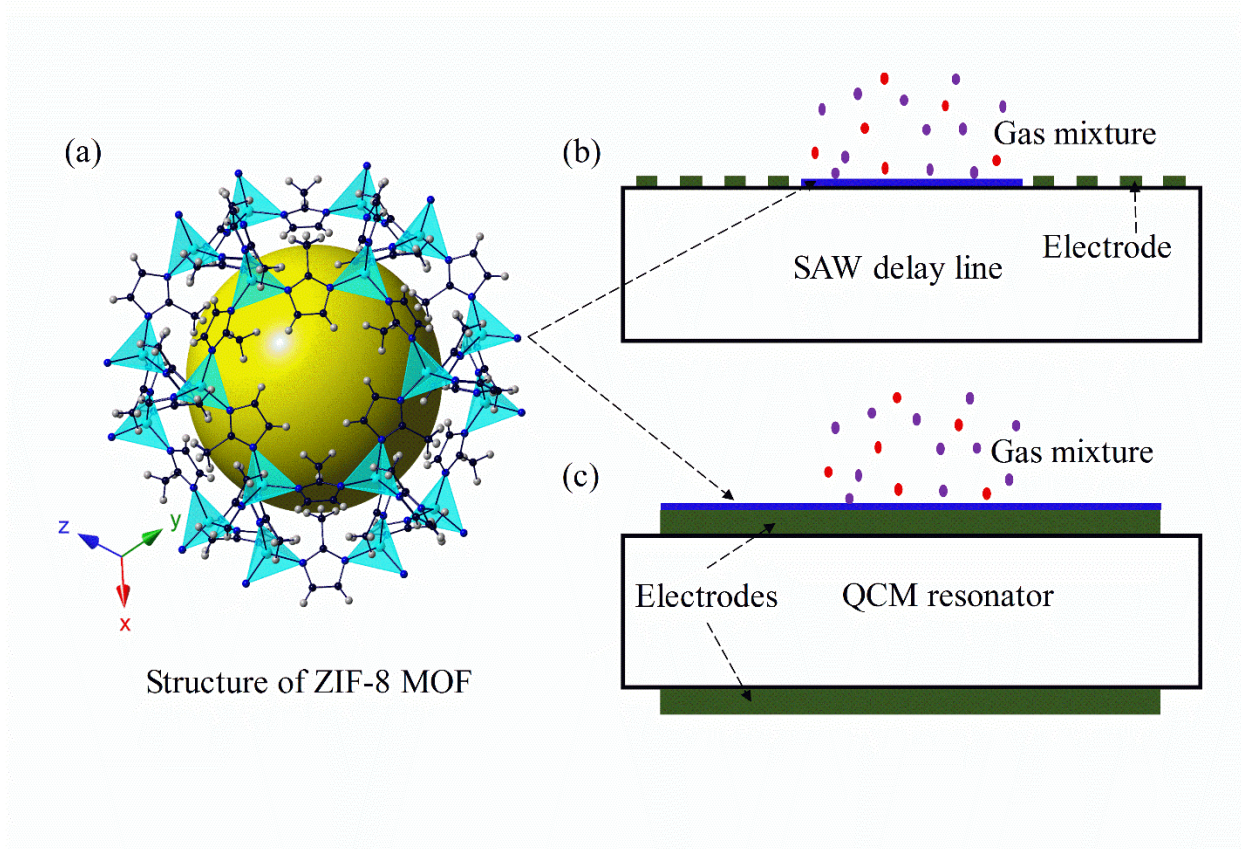 (a)
z
y
x
Structure of ZIF-8 MOF
(b)
Gas mixture
Electrode
SAW delay line
(c)
Gas mixture
Electrodes
QCM resonator